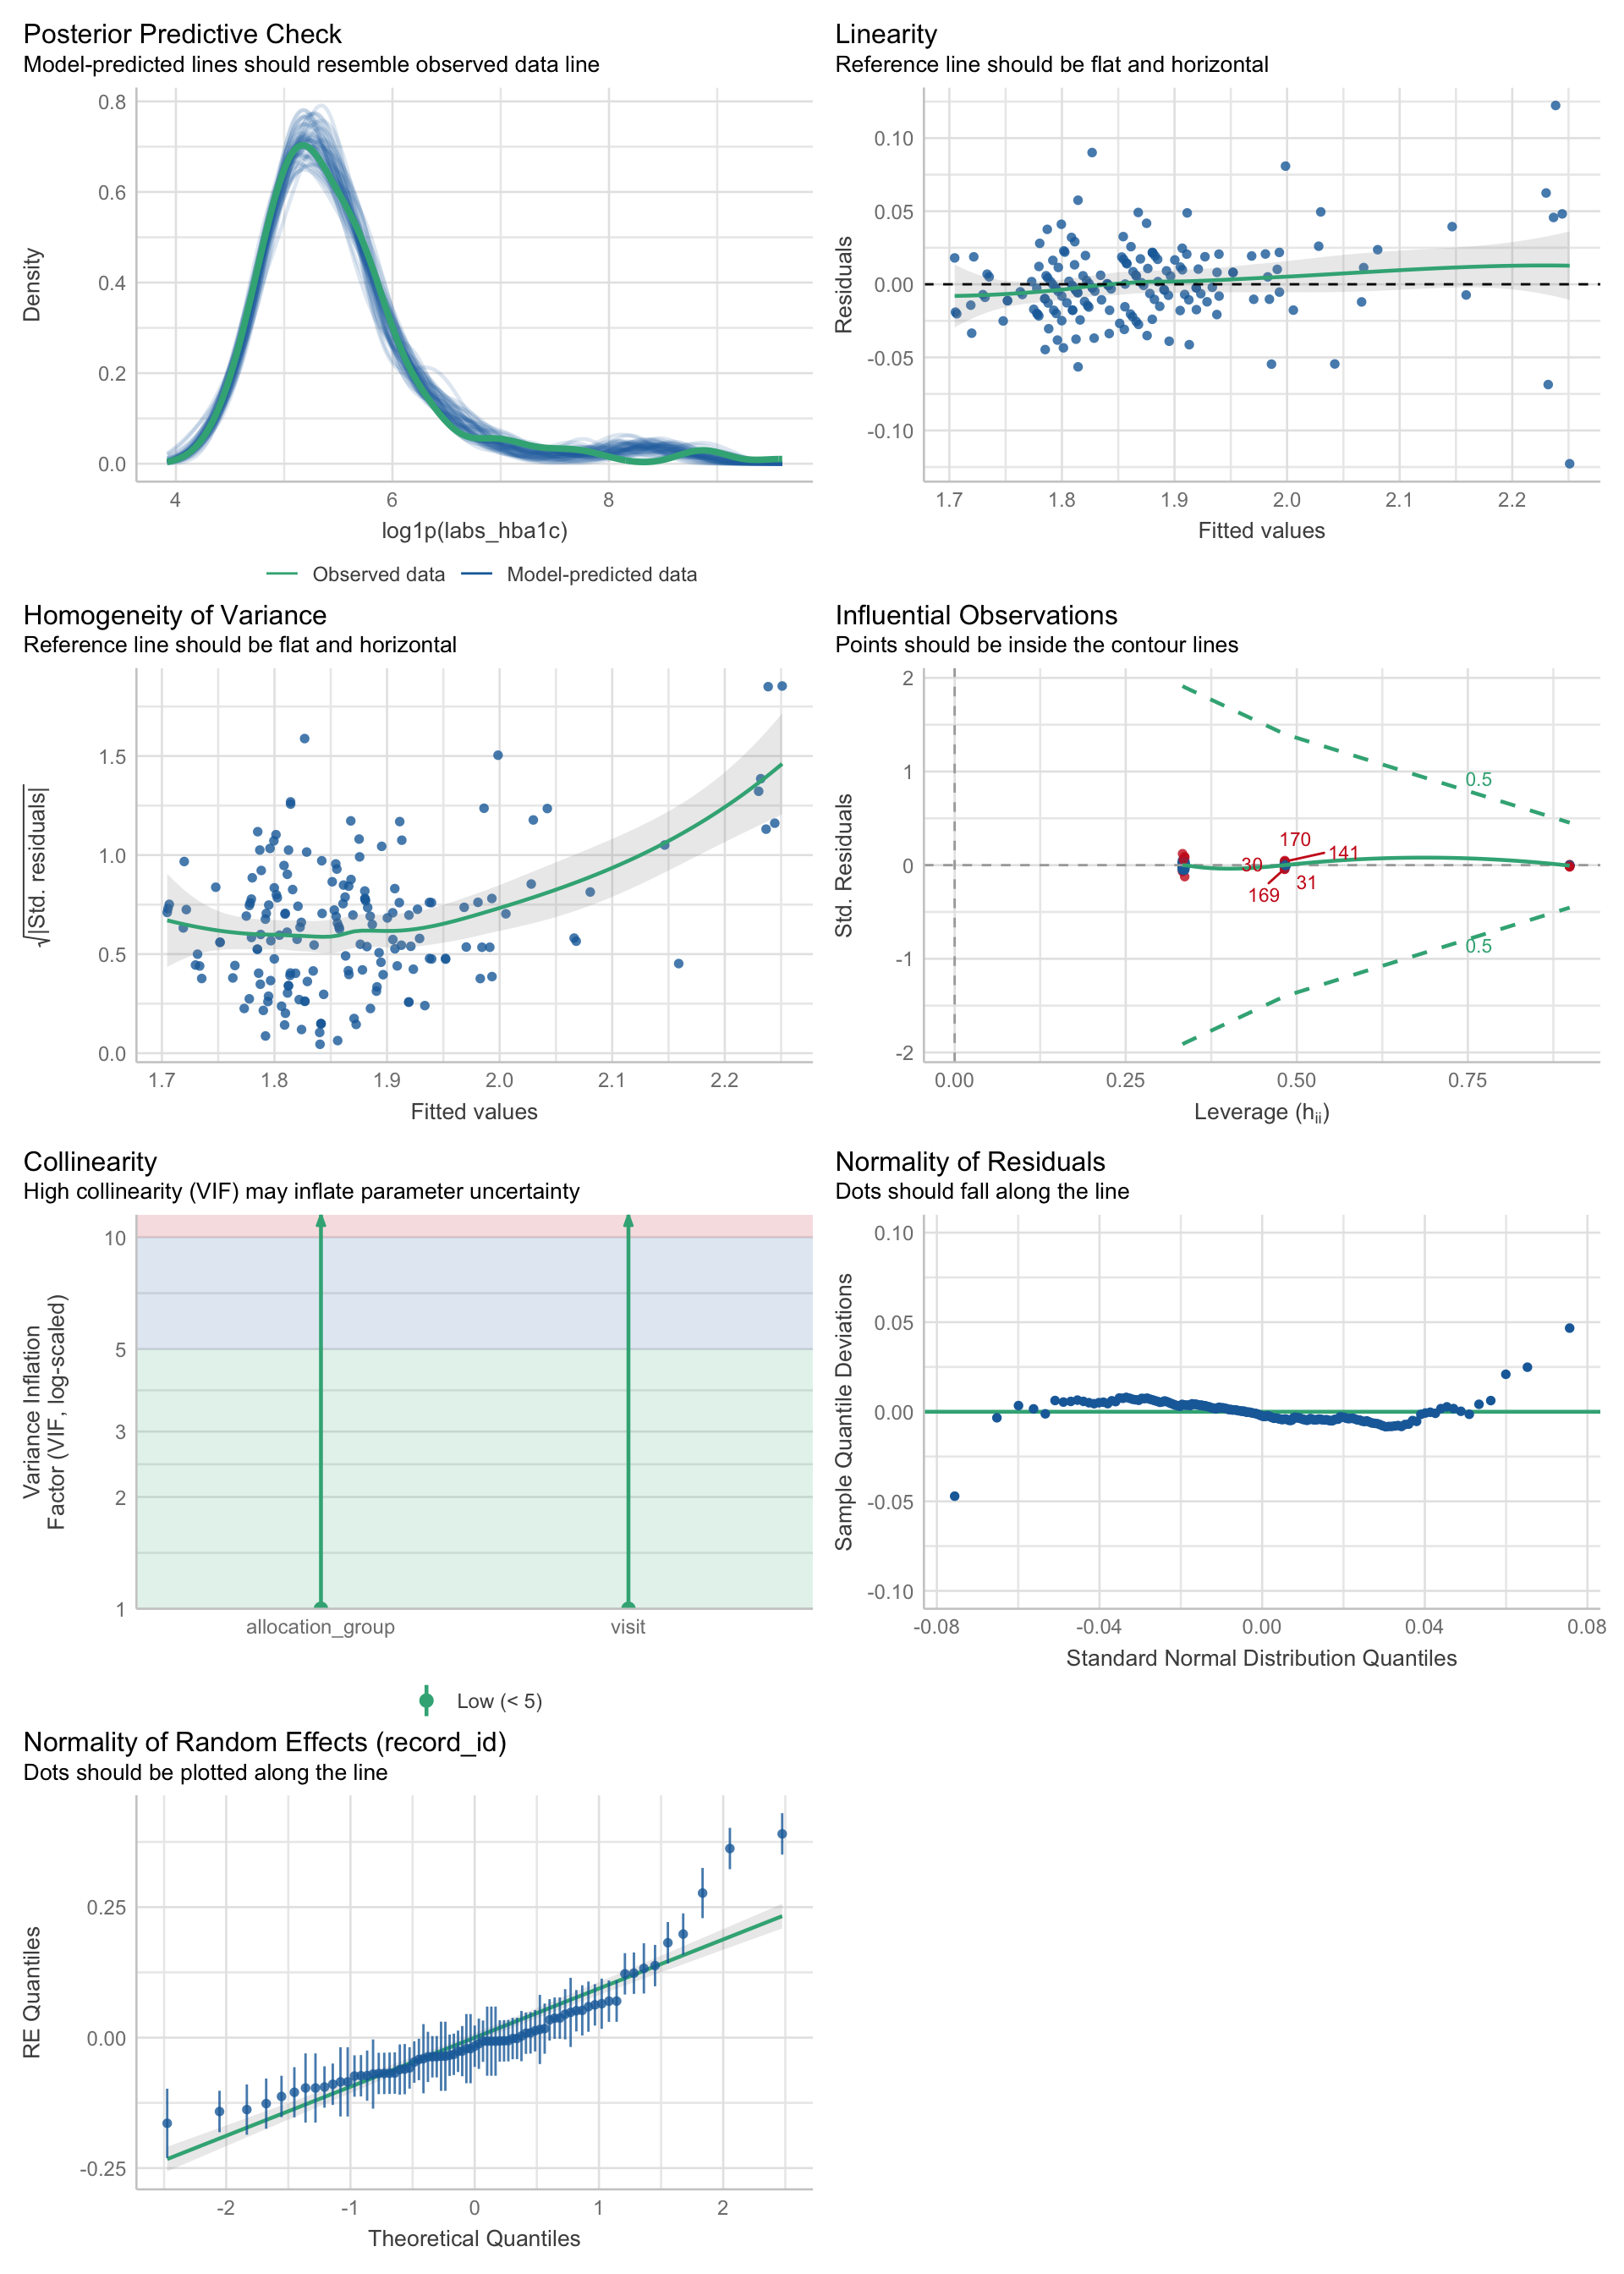 Posterior Predictive Check
Model-predicted lines should resemble observed data line
0.8
0.6
0.4
0.2
0.0
Density
4 6 8
log1p(labs_hba1c)
Observed data Model-predicted data
Linearity
Reference line should be flat and horizontal
0.10
0.05
0.00
-0.05
-0.10
Residuals
1.7 1.8 1.9 2.0 2.1 2.2
Fitted values
Homogeneity of Variance
Reference line should be flat and horizontal
1.5
1.0
0.5
0.0
√|Std. residuals|
1.7 1.8 1.9 2.0 2.1 2.2
Fitted values
Influential Observations
Points should be inside the contour lines
2
1
0
-1
-2
Std. Residuals
0.5
170
141
30
31
169
0.5
0.00 0.25 0.50 0.75
Leverage (hii)
Collinearity
High collinearity (VIF) may inflate parameter uncertainty
10
5
3
2
1
Variance Inflation
Factor (VIF, log-scaled)
allocation_group visit
Low (< 5)
Normality of Residuals
Dots should fall along the line
0.10
0.05
0.00
-0.05
-0.10
Sample Quantile Deviations
-0.08 -0.04 0.00 0.04 0.08
Standard Normal Distribution Quantiles
Normality of Random Effects (record_id)
Dots should be plotted along the line
0.25
0.00
-0.25
RE Quantiles
-2 -1 0 1 2
Theoretical Quantiles